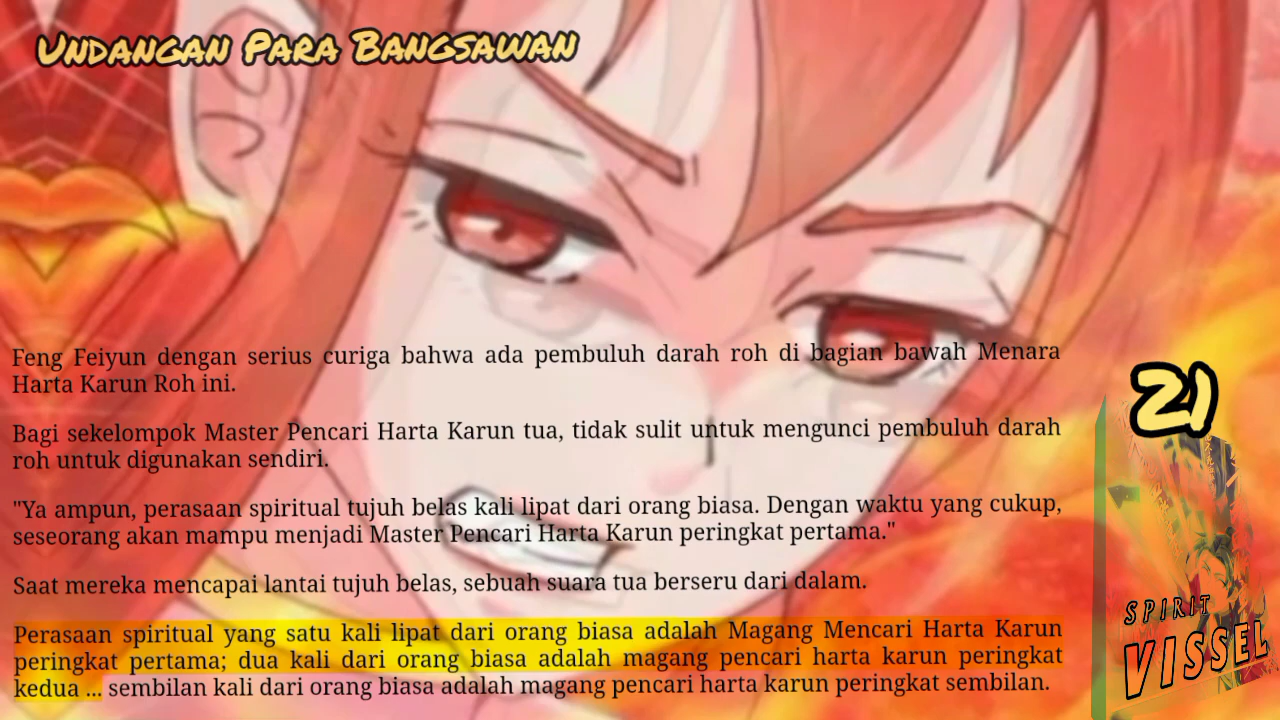 Undangan Para Bangsawan
Feng Feiyun dengan serius curiga bahwa ada pembuluh darah roh di bagian bawah Menara
Harta Karun Roh ini.
Bagi sekelompok Master Pencari Harta Karun tua, tidak sulit untuk mengunci pembuluh darah
roh untuk digunakan sendiri.
"Ya ampun, perasaan spiritual tujuh belas kali lipat dari orang biasa. Dengan waktu yang cukup,
seseorang akan mampu menjadi Master Pencari Harta Karun peringkat pertama."
Saat mereka mencapai lantai tujuh belas, sebuah suara tua berseru dari dalam.
Perasaan spiritual yang satu kali lipat dari orang biasa adalah Magang Mencari Harta Karun
peringkat pertama; dua kali dari orang biasa adalah magang pencari harta karun peringkat
kedua ... sembilan kali dari orang biasa adalah magang pencari harta karun peringkat sembilan.
21
SPIRIT
VISSEL